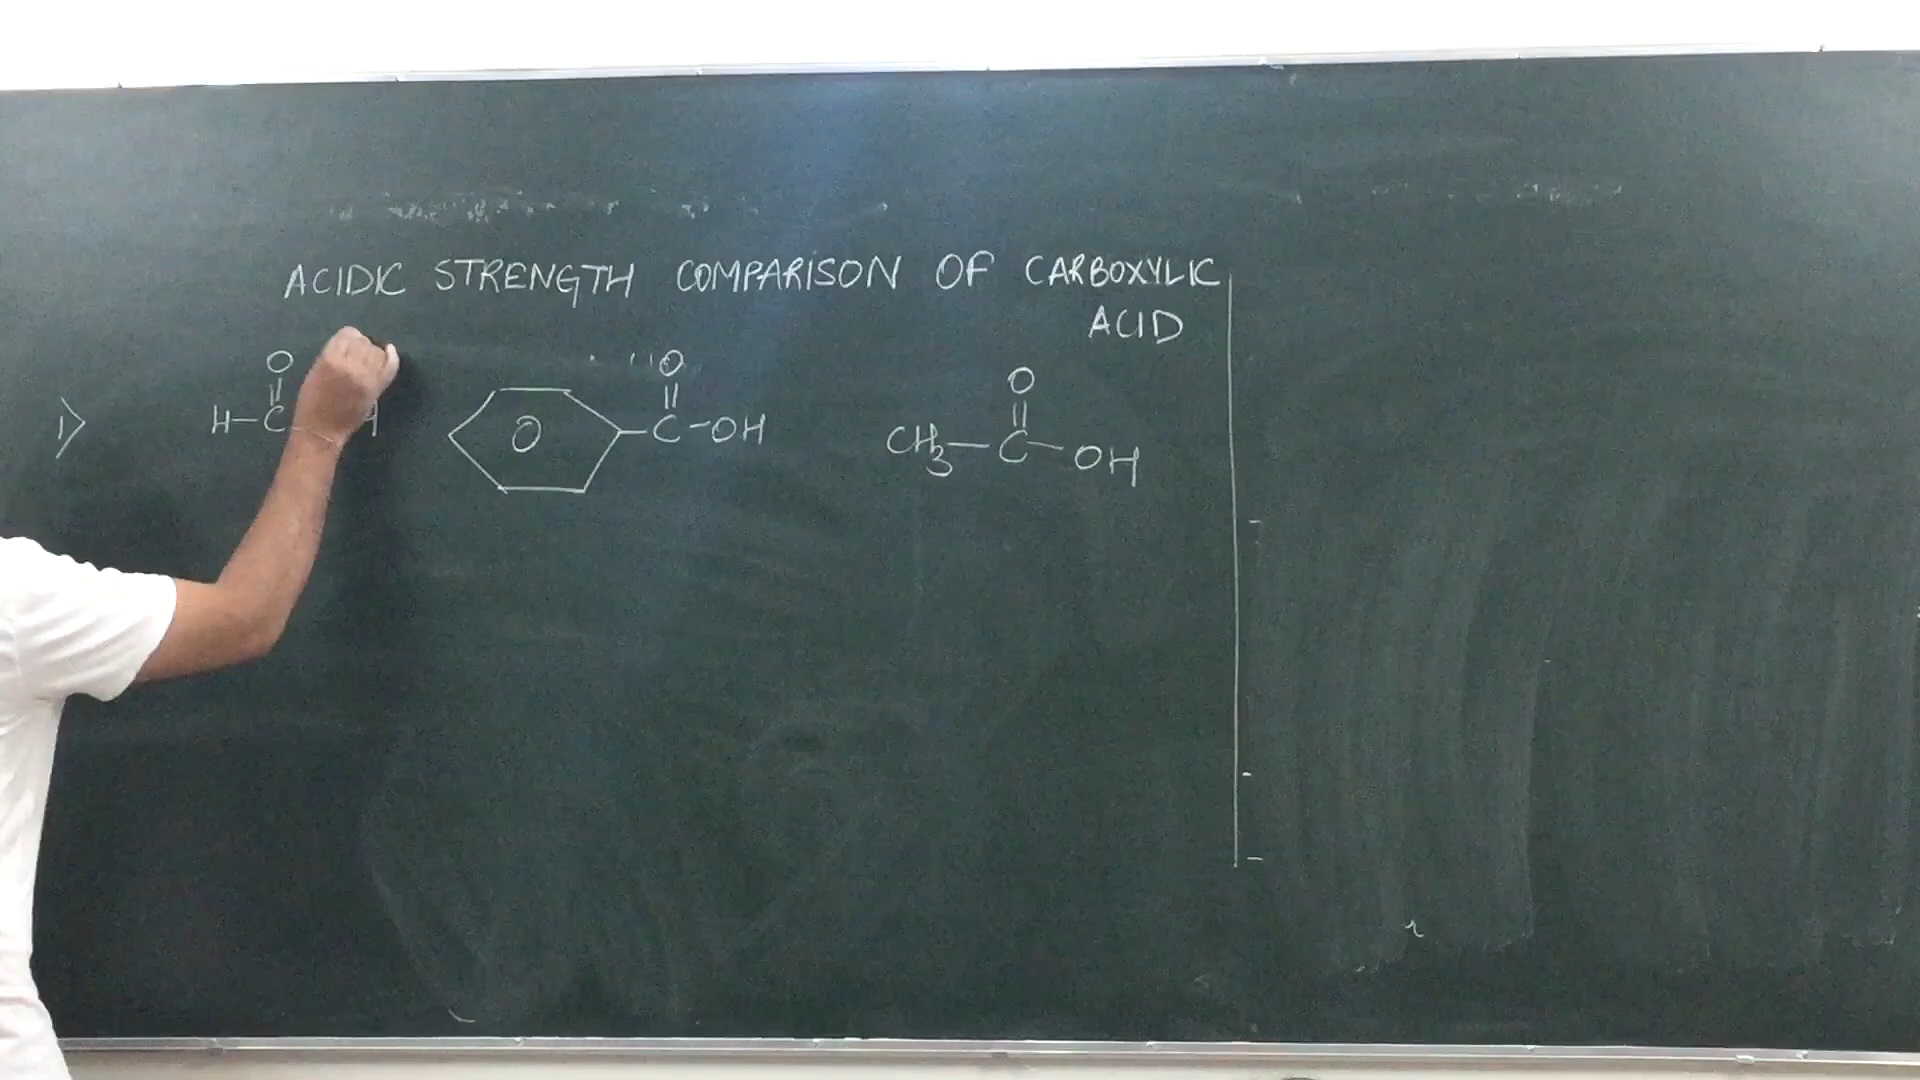 ACIDIC STRENGTH COMPARISON OF CARBOXYLIC
ACID
O O O
1> H-C H O C-OH CH3-C-OH